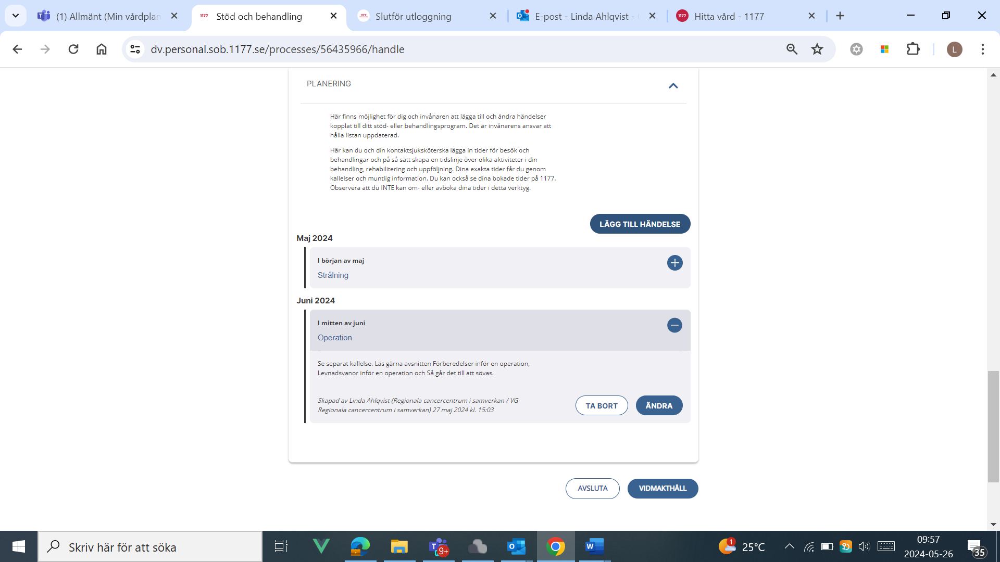 (1) Allmänt (Min vårdplan
1177
Stöd och behandling
Slutför utloggning
E-post - Linda Ahlqvist -
1177
Hitta vård - 1177
dv.personal.sob.1177.se/processes/56435966/handle
L
PLANERING
Här finns möjlighet för dig och invånaren att lägga till och ändra händelser
kopplat till ditt stöd- eller behandlingsprogram. Det är invånarens ansvar att
hålla listan uppdaterad.
Här kan du och din kontaktsjuksköterska lägga in tider för besök och
behandlingar och på så sätt skapa en tidslinje över olika aktiviteter i din
behandling, rehabilitering och uppföljning. Dina exakta tider får du genom
kallelser och muntlig information. Du kan också se dina bokade tider på 1177.
Observera att du INTE kan om- eller avboka dina tider i detta verktyg.
LÄGG TILL HÄNDELSE
Maj 2024
I början av maj
Strålning
Juni 2024
I mitten av juni
Operation
Se separat kallelse. Läs gärna avsnitten Förberedelser inför en operation,
Levnadsvanor inför en operation och Så går det till att sövas.
Skapad av Linda Ahlqvist (Regionala cancercentrum i samverkan / VG
Regionala cancercentrum i samverkan) 27 maj 2024 kl. 15:03
TA BORT
ÄNDRA
AVSLUTA
VIDMAKTHÅLL
Skriv här för att söka
9+
1
25°C
09:57
2024-05-26
35